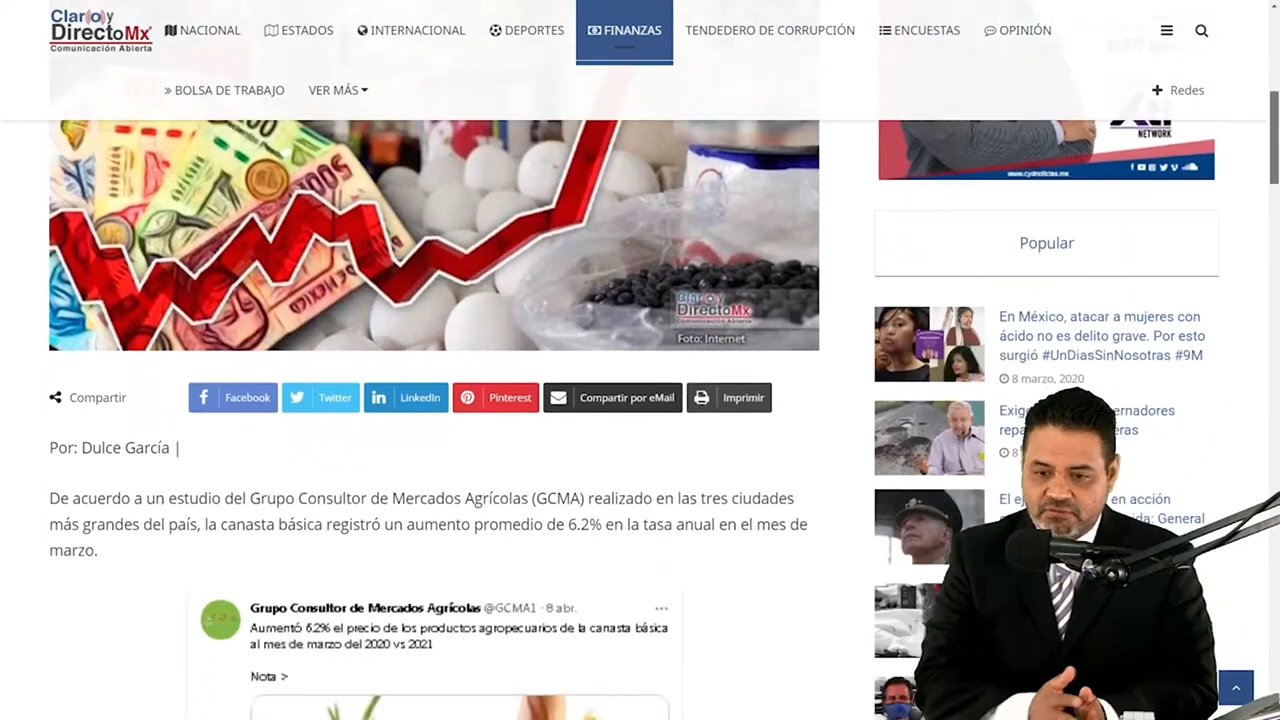 Claro y
DirectoMx
Comunicación Abierta
NACIONAL
ESTADOS
INTERNACIONAL
DEPORTES
FINANZAS
TENDEDERO DE CORRUPCIÓN
ENCUESTAS
OPINIÓN
» BOLSA DE TRABAJO
VER MÁS
+ Redes
500
NETWORK
www.cydnoticias.mx
Claro y
DirectoMx
Comunicación Abierta
Foto: Internet
Popular
En México, atacar a mujeres con
ácido no es delito grave. Por esto
surgió #UnDiasSinNosotras #9M
8 marzo, 2020
Compartir
Facebook
Twitter
LinkedIn
Pinterest
Compartir por eMail
Imprimir
Por: Dulce García |
De acuerdo a un estudio del Grupo Consultor de Mercados Agrícolas (GCMA) realizado en las tres ciudades
más grandes del país, la canasta básica registró un aumento promedio de 6.2% en la tasa anual en el mes de
marzo.
Grupo Consultor de Mercados Agrícolas @GCMA1 · 8 abr.
Aumentó 6.2% el precio de los productos agropecuarios de la canasta básica
al mes de marzo del 2020 vs 2021
Nota >
8
El
en acción
General